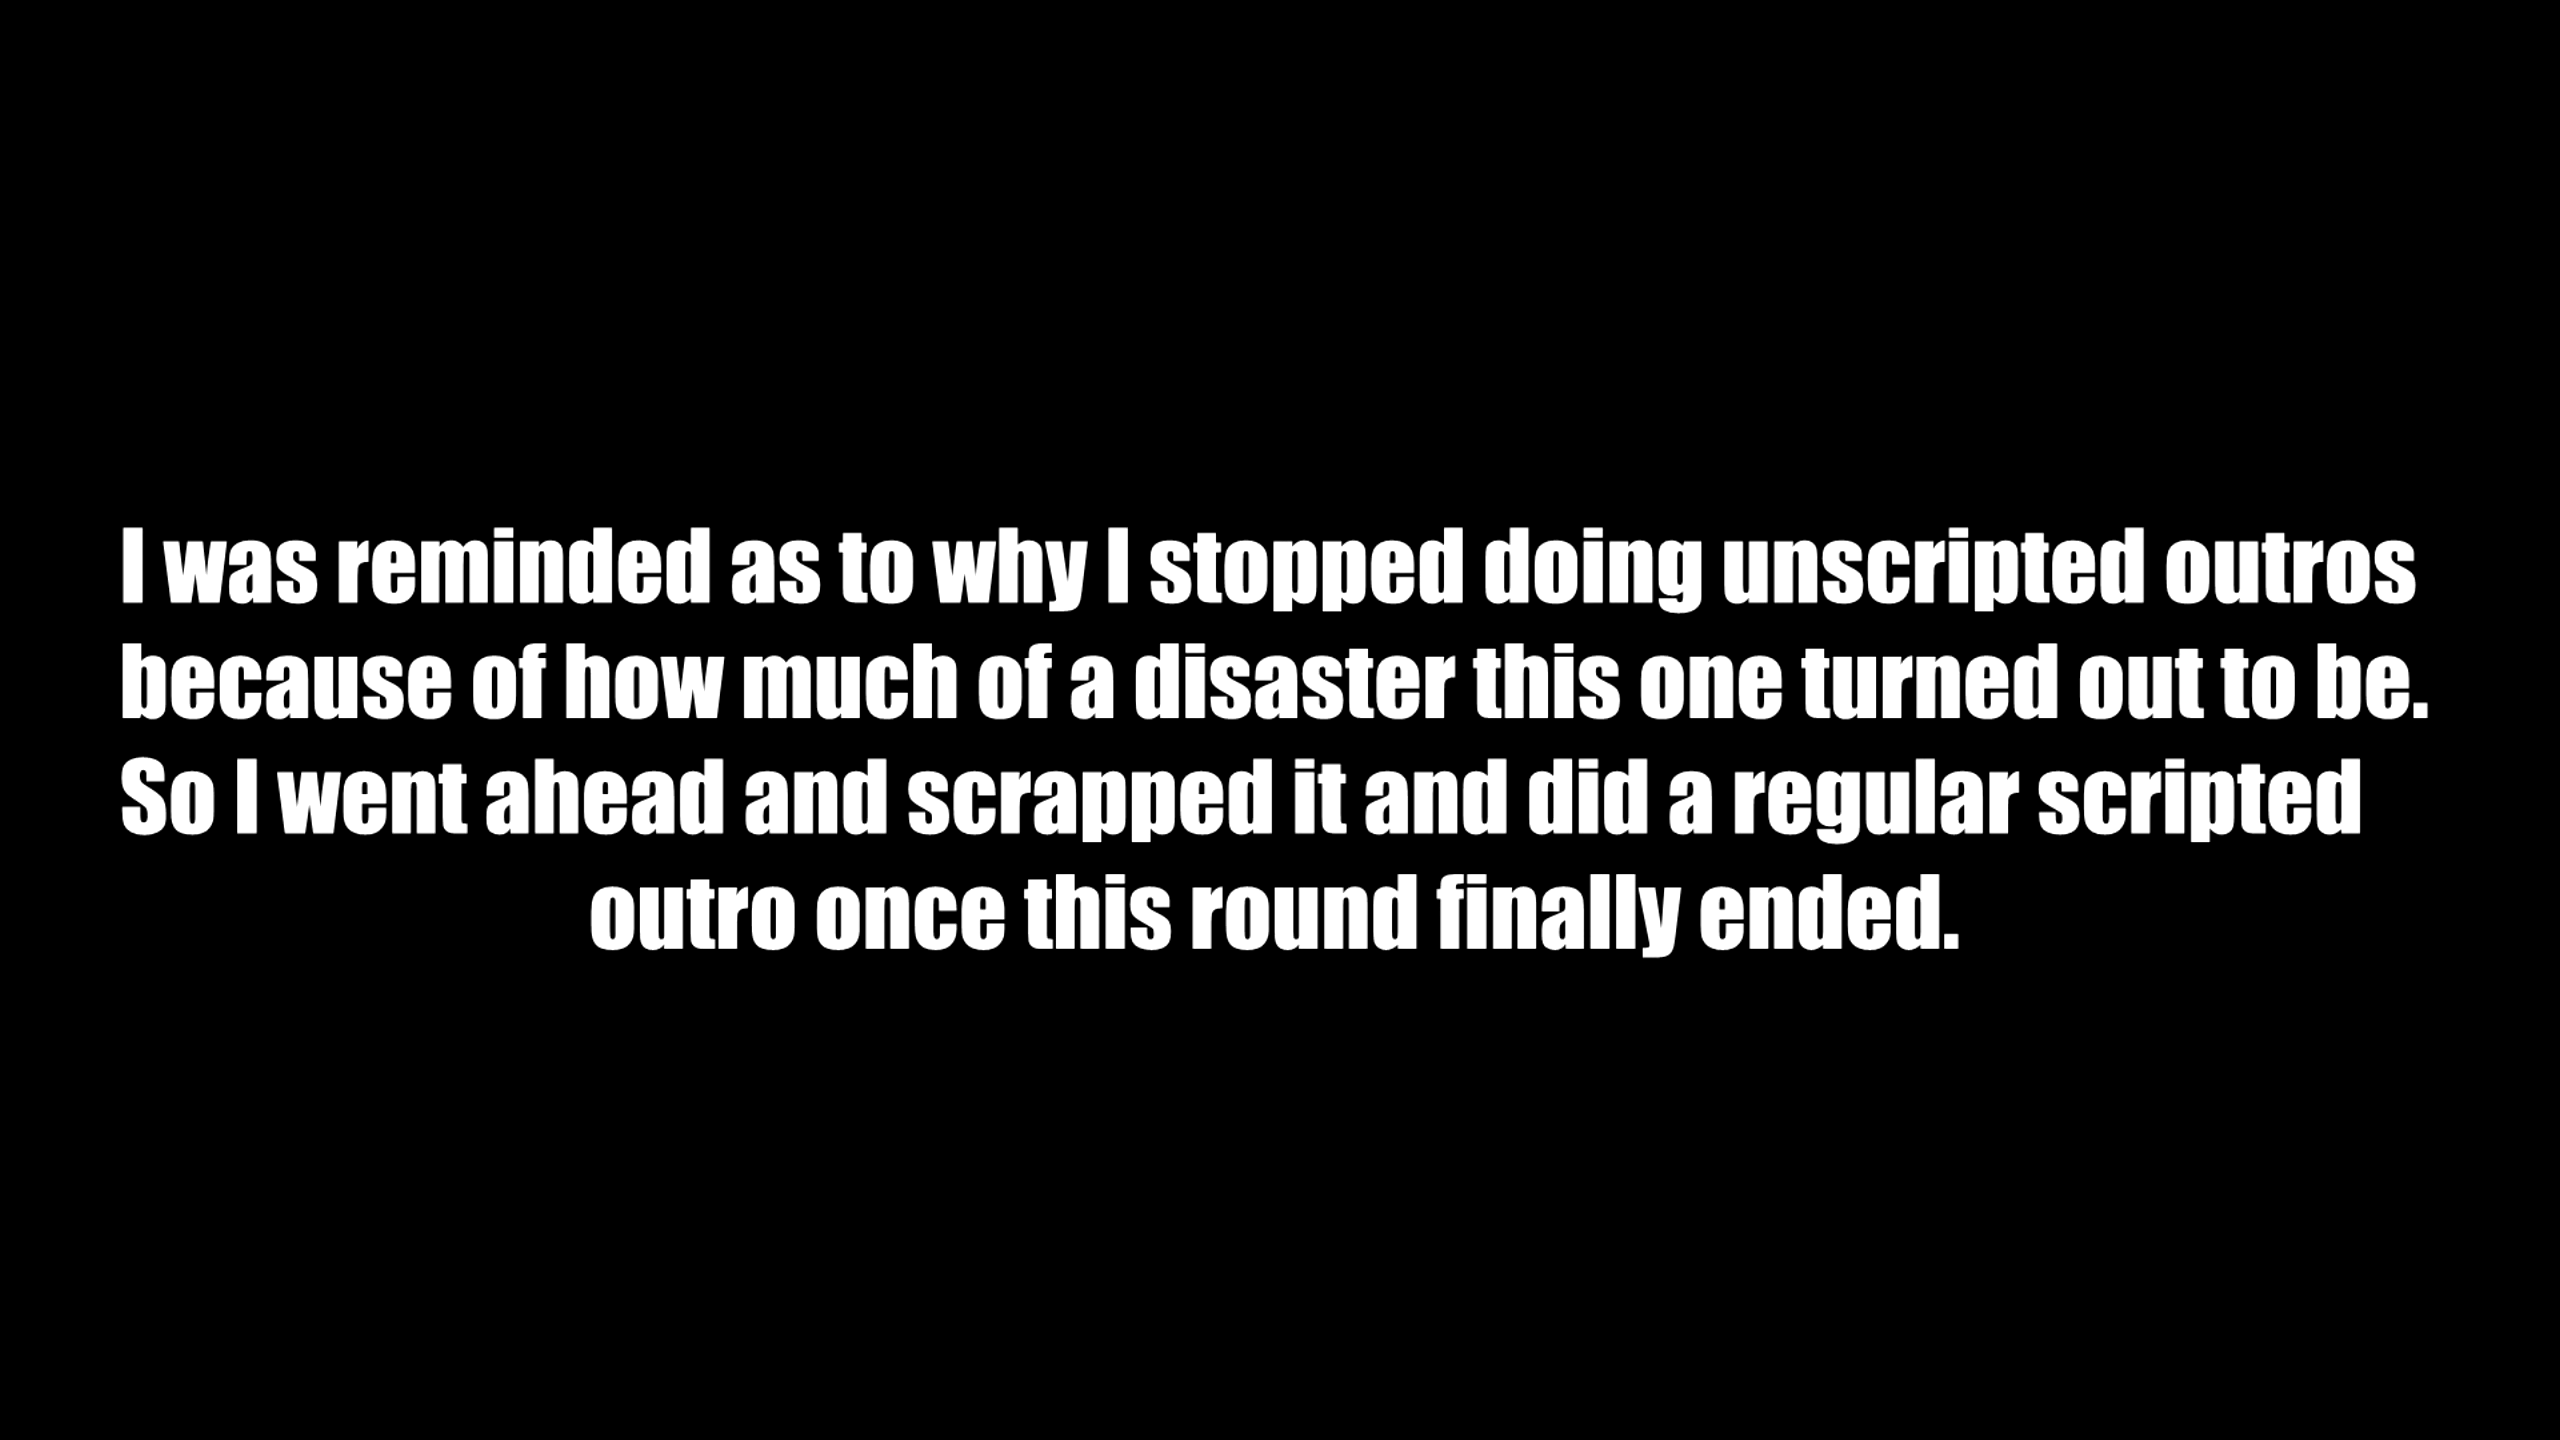 I was reminded as to why I stopped doing unscripted outros
because of how much of a disaster this one turned out to be.
So I went ahead and scrapped it and did a regular scripted
outro once this round finally ended.